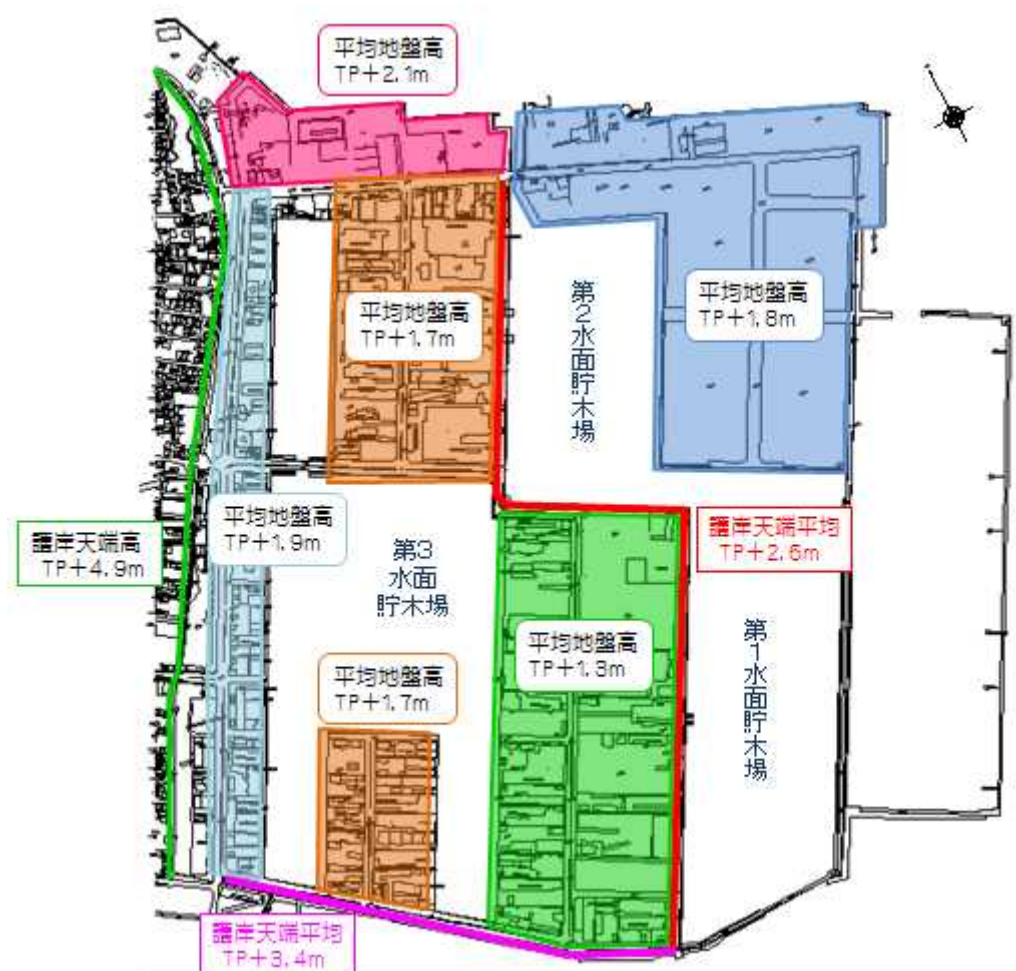 平均地盤高
TP+2.1m
平均地盤高
TP+1.7m
第2水面貯木場
平均地盤高
TP+1.8m
護岸天端高
TP+4.9m
平均地盤高
TP+1.9m
第3
水面
貯木場
護岸天端平均
TP+2.6m
平均地盤高
TP+1.3m
第1水面貯木場
平均地盤高
TP+1.7m
護岸天端平均
TP+3.4m